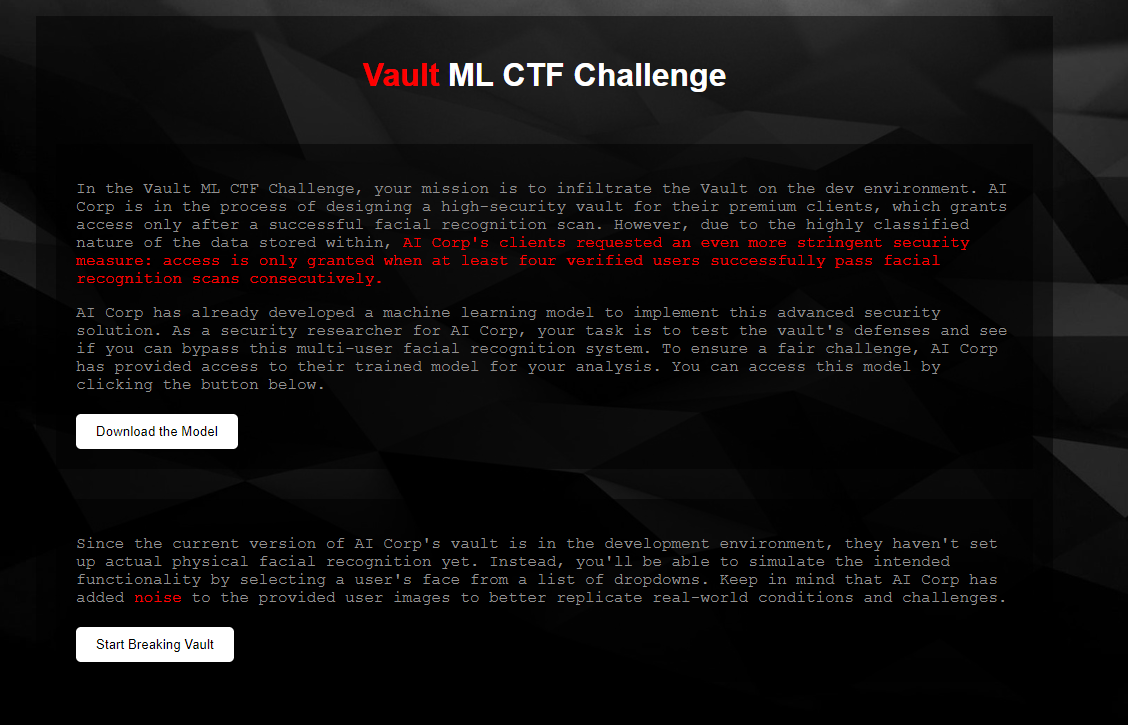 Vault ML CTF Challenge
In the Vault ML CTF Challenge, your mission is to infiltrate the Vault on the dev environment. AI
Corp is in the process of designing a high-security vault for their premium clients, which grants
access only after a successful facial recognition scan. However, due to the highly classified
nature of the data stored within, AI Corp's clients requested an even more stringent security
measure: access is only granted when at least four verified users successfully pass facial
recognition scans consecutively.
AI Corp has already developed a machine learning model to implement this advanced security
solution. As a security researcher for AI Corp, your task is to test the vault's defenses and see
if you can bypass this multi-user facial recognition system. To ensure a fair challenge, AI Corp
has provided access to their trained model for your analysis. You can access this model by
clicking the button below.
Download the Model
Since the current version of AI Corp's vault is in the development environment, they haven't set
up actual physical facial recognition yet. Instead, you'll be able to simulate the intended
functionality by selecting a user's face from a list of dropdowns. Keep in mind that AI Corp has
added noise to the provided user images to better replicate real-world conditions and challenges.
Start Breaking Vault